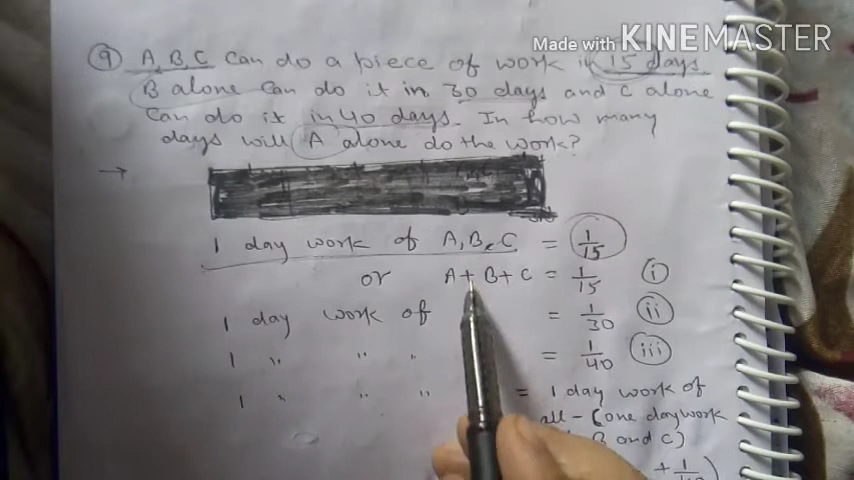 Made with KINEMASTER
9 A, B, C can do a piece of work in 15 days.
B alone can do it in 30 days and C alone
can do it in 40 days. In how many
days will A alone do the work?
→
1 day work of A, B, C = 1/15
or A + B + C = 1/15 (i)
1 day work of = 1/30 (ii)
1 " " " = 1/40 (iii)
1 " " " = 1 day work of
all - (one day work
B and C)
+ 1/40)